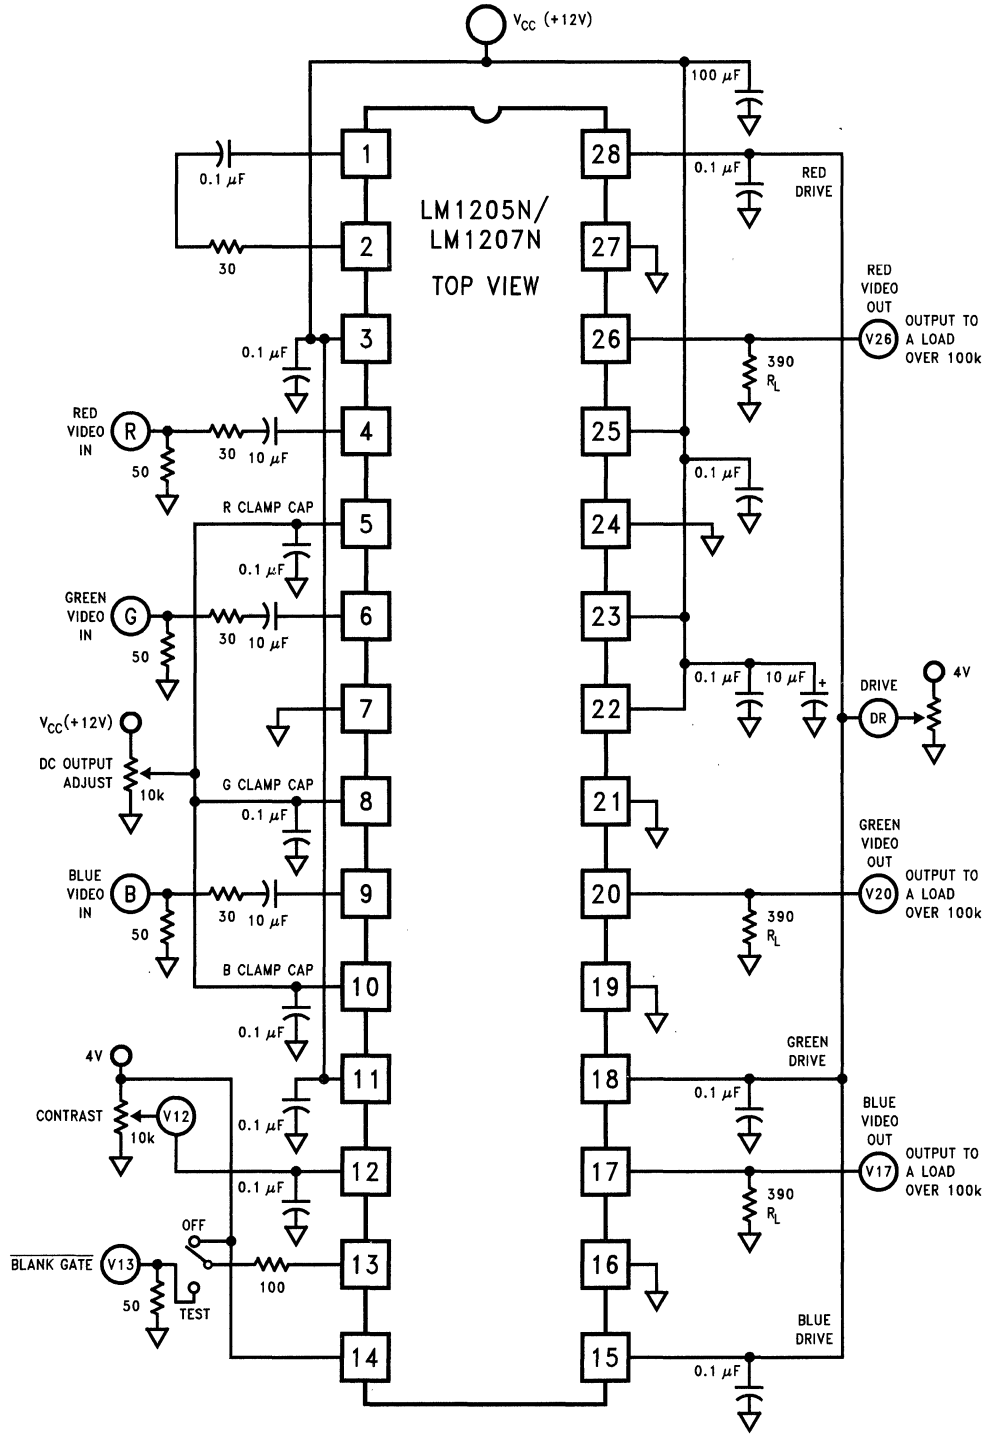 V_CC (+12V)
100 μF
1
28
0.1 μF
0.1 μF
RED
DRIVE
LM1205N/
LM1207N
TOP VIEW
2
27
30
RED
VIDEO
OUT
3
26
V26
OUTPUT TO
A LOAD
OVER 100k
0.1 μF
390
R_L
RED
VIDEO
IN
R
30
10 μF
50
4
25
0.1 μF
R CLAMP CAP
5
24
0.1 μF
GREEN
VIDEO
IN
G
30
10 μF
50
6
23
0.1 μF
10 μF
+
7
22
DRIVE
DR
4V
V_CC(+12V)
DC OUTPUT
ADJUST
10k
G CLAMP CAP
0.1 μF
8
21
GREEN
VIDEO
OUT
BLUE
VIDEO
IN
B
30
10 μF
50
9
20
V20
OUTPUT TO
A LOAD
OVER 100k
390
R_L
B CLAMP CAP
10
19
0.1 μF
4V
11
18
GREEN
DRIVE
0.1 μF
0.1 μF
CONTRAST
V12
10k
BLUE
VIDEO
OUT
12
17
V17
OUTPUT TO
A LOAD
OVER 100k
0.1 μF
390
R_L
OFF
BLANK GATE
V13
50
TEST
100
13
16
BLUE
DRIVE
14
15
0.1 μF